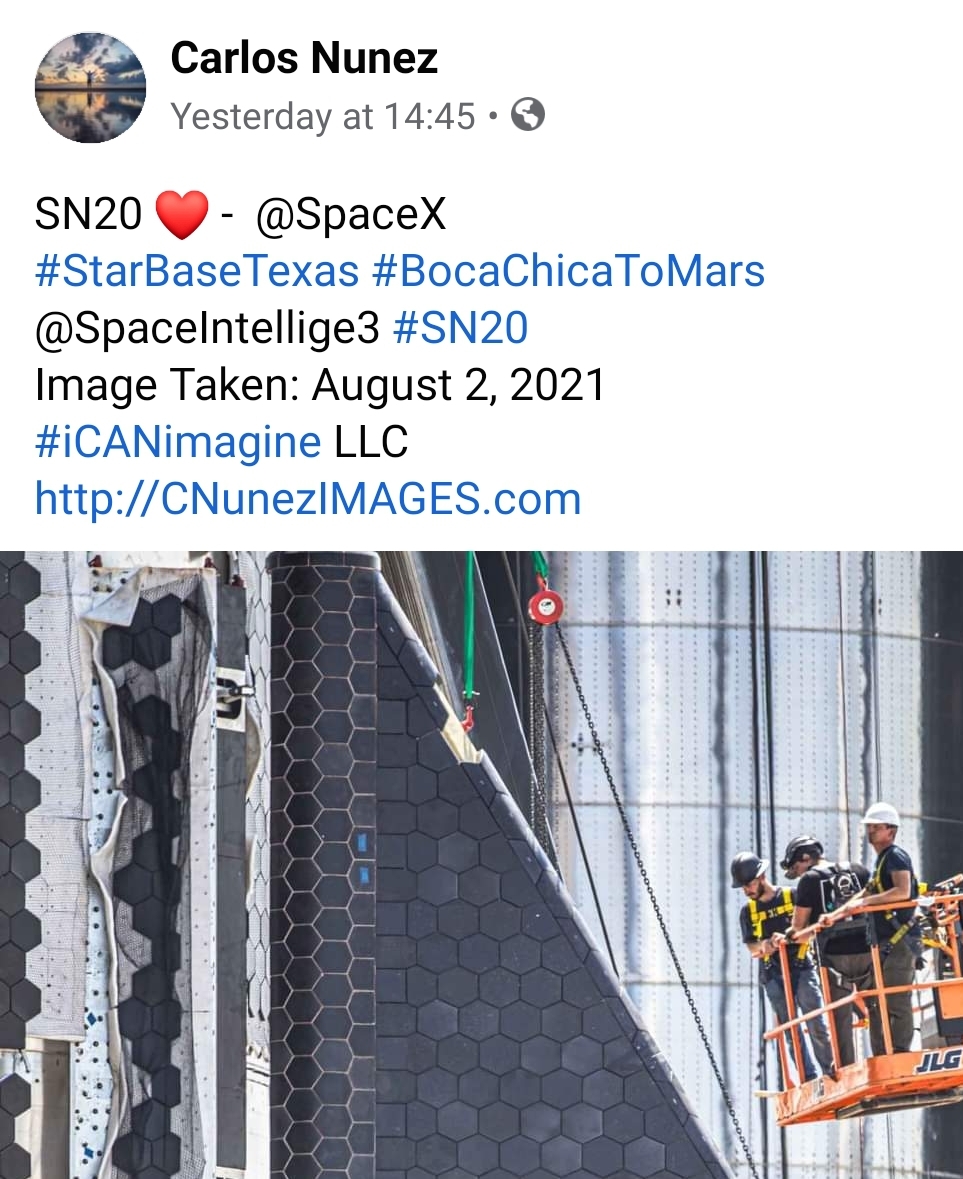 Carlos Nunez
Yesterday at 14:45 •
SN20 ❤️ - @SpaceX
#StarBaseTexas #BocaChicaToMars
@SpaceIntellige3 #SN20
Image Taken: August 2, 2021
#iCANimagine LLC
http://CNunezIMAGES.com
JLG